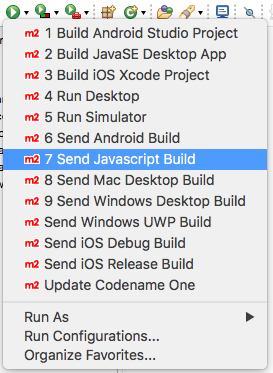 m2 1 Build Android Studio Project
m2 2 Build JavaSE Desktop App
m2 3 Build iOS Xcode Project
m2 4 Run Desktop
m2 5 Run Simulator
m2 6 Send Android Build
m2 7 Send Javascript Build
m2 8 Send Mac Desktop Build
m2 9 Send Windows Desktop Build
m2 Send Windows UWP Build
m2 Send iOS Debug Build
m2 Send iOS Release Build
m2 Update Codename One
Run As
Run Configurations...
Organize Favorites...